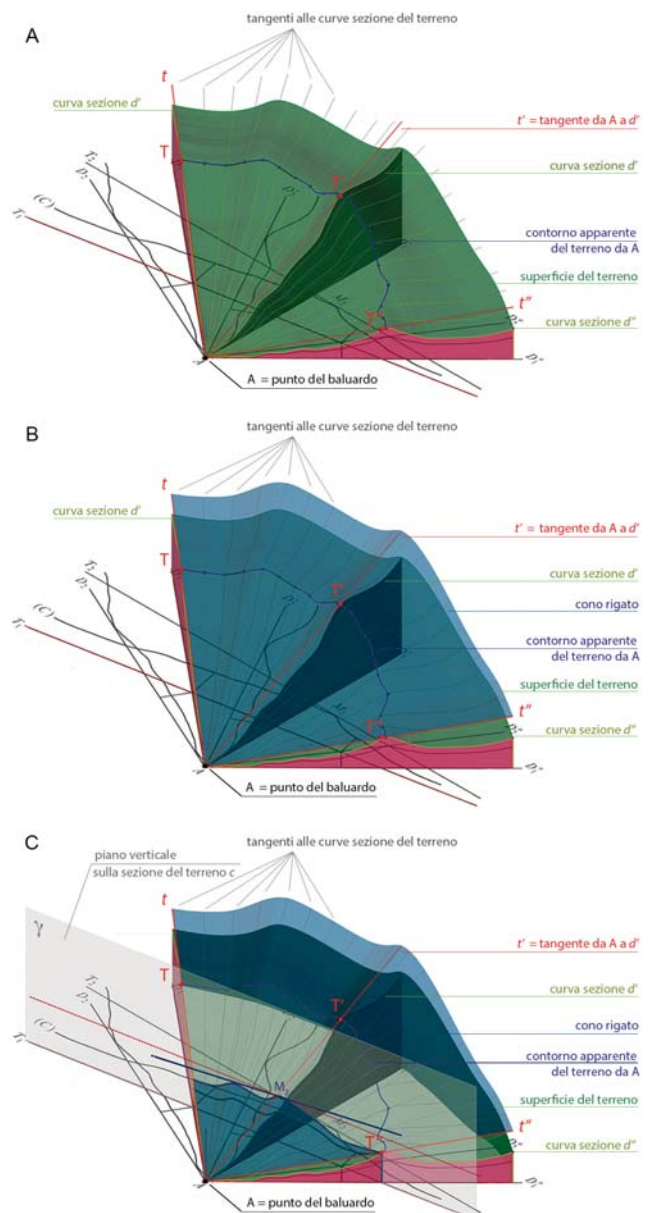 A
tangenti alle curve sezione del terreno
t
curva sezione d'
t' = tangente da A a d'
T
T'
curva sezione d'
D₂
(C)
contorno apparente
del terreno da A
superficie del terreno
M₁
t"
T"
curva sezione d"
A = punto del baluardo
B
tangenti alle curve sezione del terreno
t
curva sezione d'
t' = tangente da A a d'
T
T'
curva sezione d'
cono rigato
(C)
contorno apparente
del terreno da A
superficie del terreno
M₁
t"
T"
curva sezione d"
A = punto del baluardo
C
piano verticale
sulla sezione del terreno c
tangenti alle curve sezione del terreno
t
γ
t' = tangente da A a d'
T
T'
curva sezione d'
cono rigato
(C)
contorno apparente
del terreno da A
M₂
superficie del terreno
t"
T"
curva sezione d"
A = punto del baluardo